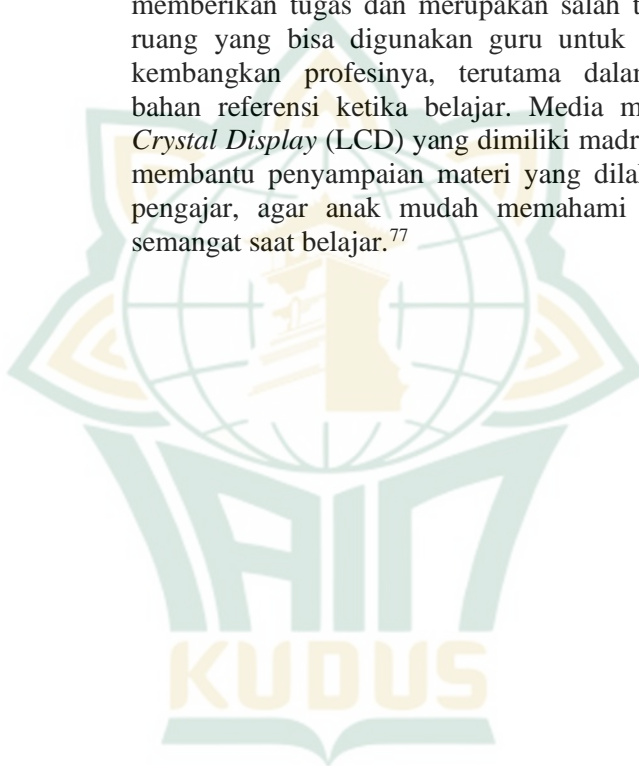 memberikan tugas dan merupakan salah t
ruang yang bisa digunakan guru untuk
kembangkan profesinya, terutama dalan
bahan referensi ketika belajar. Media m
Crystal Display (LCD) yang dimiliki madr
membantu penyampaian materi yang dilal
pengajar, agar anak mudah memahami
semangat saat belajar.77
IAIN
KUDUS